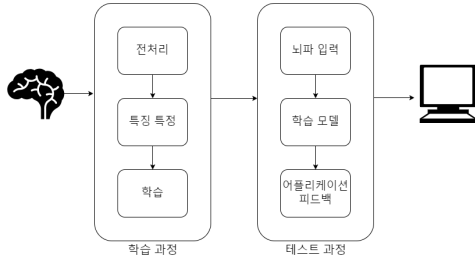 전처리
특징 특정
학습
학습 과정
뇌파 입력
학습 모델
어플리케이션
피드백
테스트 과정